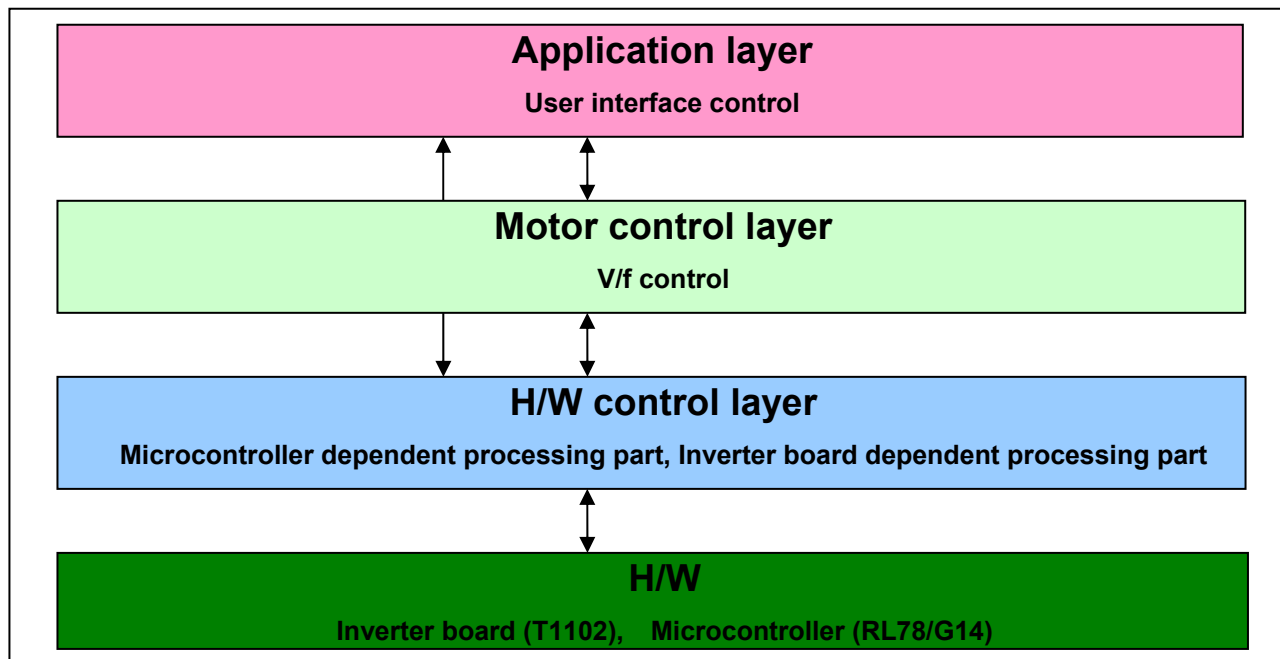 Application layer
User interface control
Motor control layer
V/f control
H/W control layer
Microcontroller dependent processing part, Inverter board dependent processing part
H/W
Inverter board (T1102),    Microcontroller (RL78/G14)